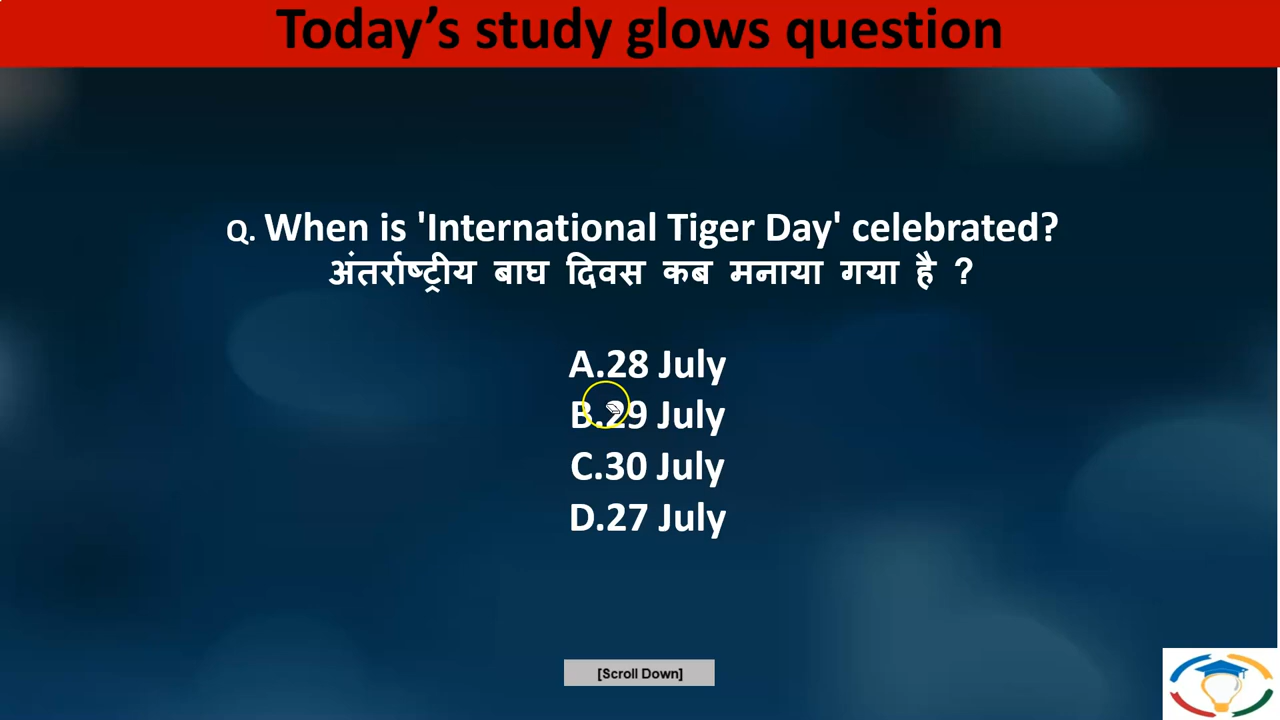 Today's study glows question
Q. When is 'International Tiger Day' celebrated?
अंतर्राष्ट्रीय बाघ दिवस कब मनाया गया है ?
A.28 July
B.29 July
C.30 July
D.27 July
[Scroll Down]